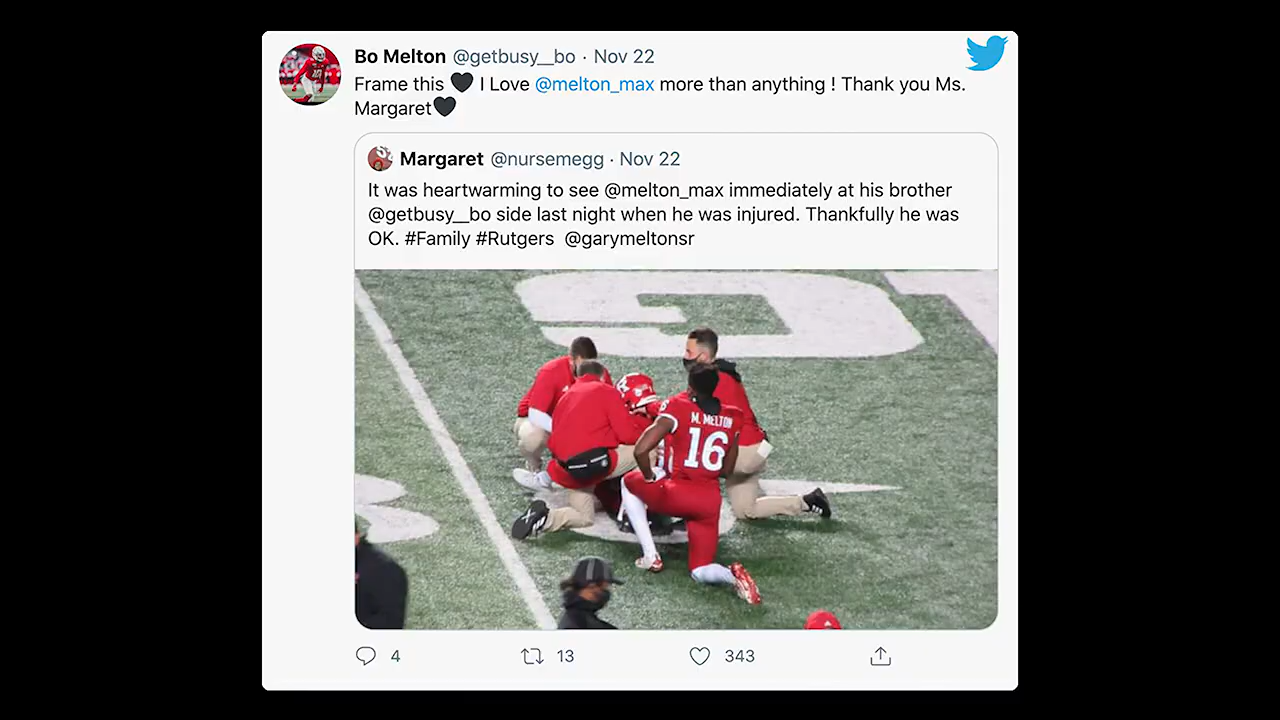 Bo Melton @getbusy__bo · Nov 22
Frame this 🖤 I Love @melton_max more than anything ! Thank you Ms.
Margaret🖤
Margaret @nursemegg · Nov 22
It was heartwarming to see @melton_max immediately at his brother
@getbusy__bo side last night when he was injured. Thankfully he was
OK. #Family #Rutgers @garymeltonsr
M. MELTON
16
4 13 343